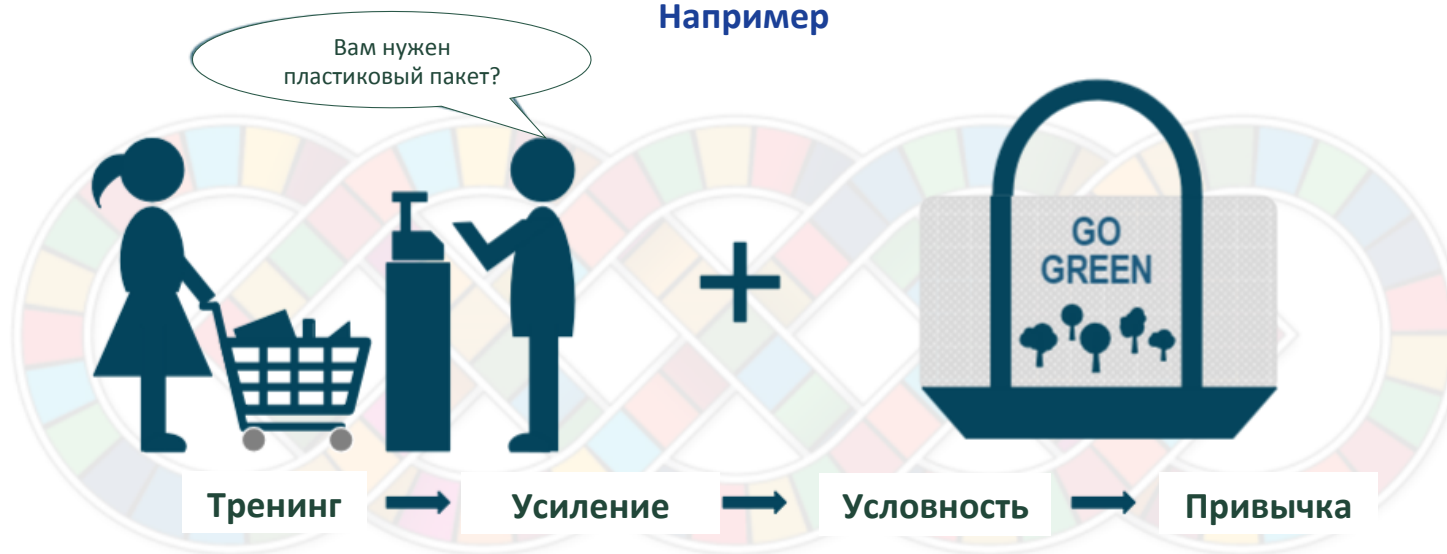 Например
Вам нужен
пластиковый пакет?
GO
GREEN
Тренинг
Усиление
Условность
Привычка